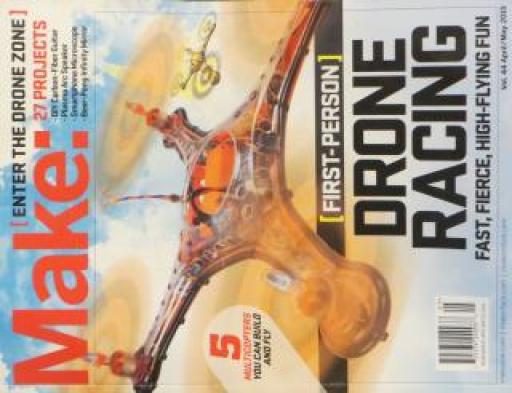 [ENTER THE DRONE ZONE]
Make:
27 PROJECTS
· DIY Carbon-Fiber Guitar
· Plasma Arc Speaker
· Smartphone Microscope
· Beer Pong Infinity Mirror
[FIRST-PERSON]
DRONE
RACING
FAST, FIERCE, HIGH-FLYING FUN
Vol. 44 April/May 2015
5
MULTICOPTERS
YOU CAN BUILD
AND FLY